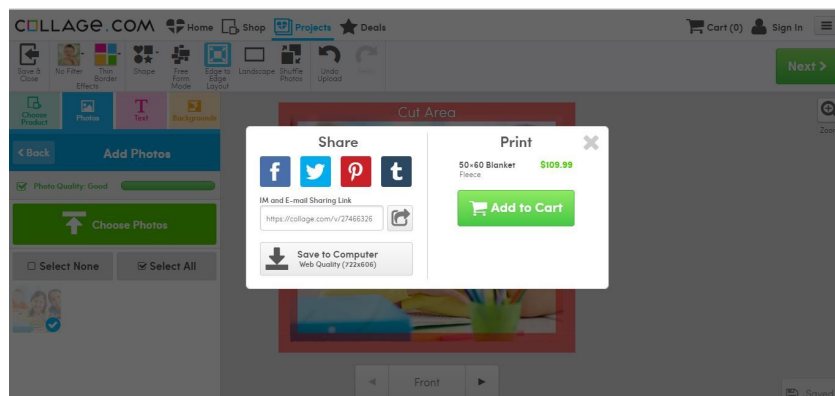 COLLAGE.COM Home Shop Projects Deals Cart (0) Sign In
Save & Close
No Filter
Thin Border
Effects
Shape
Free Form Mode
Edge to Edge Layout
Landscape
Shuffle Photos
Undo Upload
Next >
Choose Product
Photos
Text
Backgrounds
Cut Area
Zoom
< Back Add Photos
Photo Quality: Good
Choose Photos
Select None Select All
Share
f t
IM and E-mail Sharing Link
https://collage.com/v/27466326
Save to Computer
Web Quality (722x606)
Print
50×60 Blanket $109.99
Fleece
Add to Cart
Front
Saved